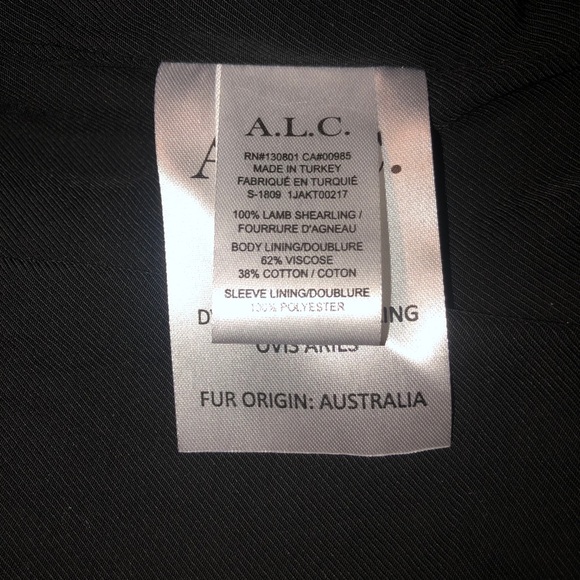 A.L.C.
RN#130801 CA#00985
MADE IN TURKEY
FABRIQUÉ EN TURQUIÉ
S-1809 1JAKT00217
100% LAMB SHEARLING /
FOURRURE D'AGNEAU
BODY LINING/DOUBLURE
62% VISCOSE
38% COTTON / COTON
SLEEVE LINING/DOUBLURE
100% POLYESTER
OVIS ARIES
FUR ORIGIN: AUSTRALIA